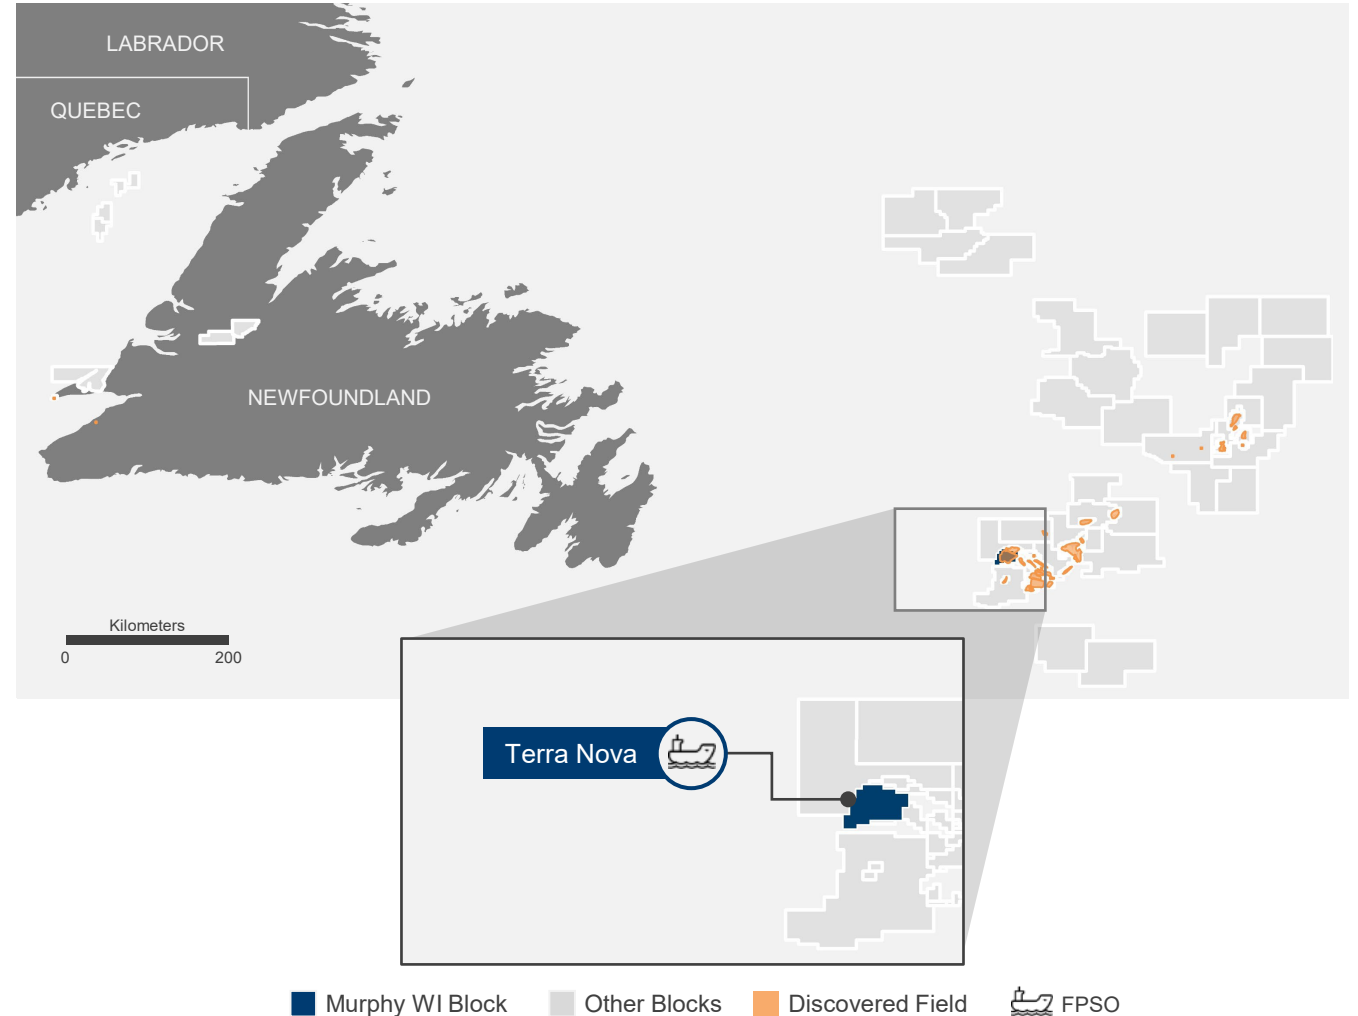 LABRADOR
QUEBEC
NEWFOUNDLAND
Kilometers
0 200
Terra Nova
Murphy WI Block Other Blocks Discovered Field FPSO